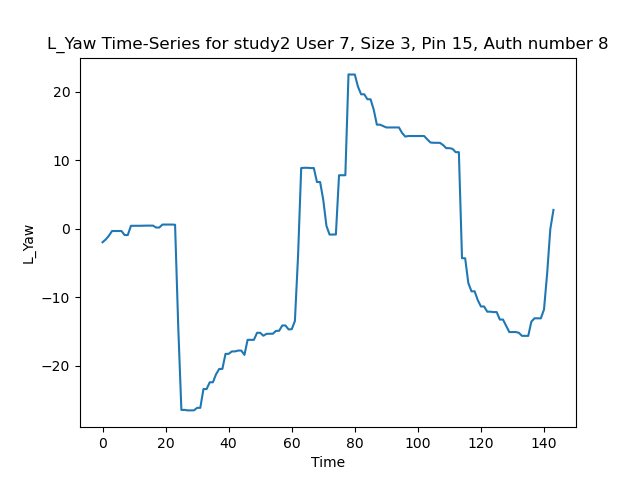 L_Yaw Time-Series for study2 User 7, Size 3, Pin 15, Auth number 8
20
10
0
−10
−20
L_Yaw
0 20 40 60 80 100 120 140
Time